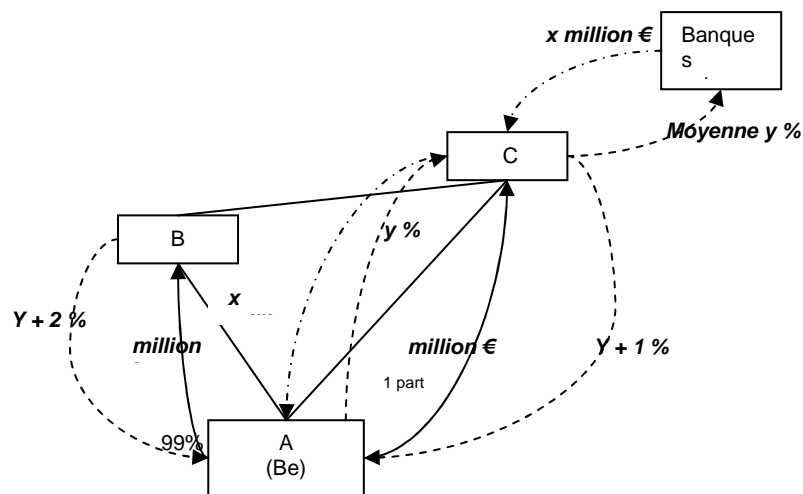 x million €
Banque
s
Moyenne y %
C
B
y %
x
Y + 2 %
million
million €
Y + 1 %
1 part
99%
A
(Be)